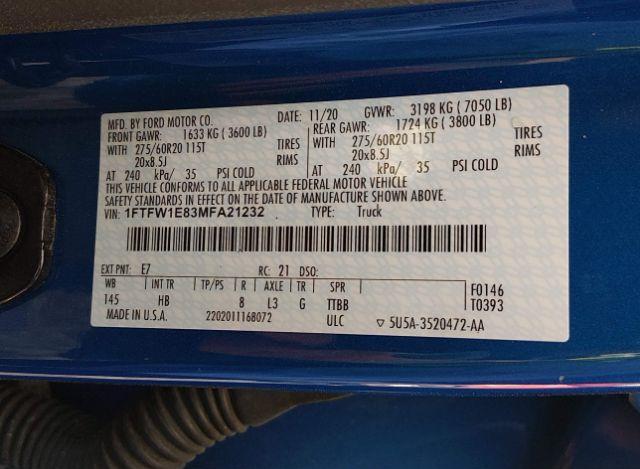 MFD. BY FORD MOTOR CO. DATE: 11/20 GVWR: 3198 KG ( 7050 LB)
FRONT GAWR: 1633 KG ( 3600 LB) REAR GAWR: 1724 KG ( 3800 LB)
WITH 275/60R20 115T TIRES WITH 275/60R20 115T TIRES
20x8.5J RIMS 20x8.5J RIMS
AT 240 kPa/ 35 PSI COLD AT 240 kPa/ 35 PSI COLD
THIS VEHICLE CONFORMS TO ALL APPLICABLE FEDERAL MOTOR VEHICLE
SAFETY STANDARDS IN EFFECT ON THE DATE OF MANUFACTURE SHOWN ABOVE.
VIN: 1FTFW1E83MFA21232 TYPE: Truck
EXT PNT: E7 RC: 21 DSO:
WB INT TR TP/PS R AXLE TR SPR F0146
145 HB 8 L3 G TTBB T0393
MADE IN U.S.A. 2202011168072 ULC ▽ 5U5A-3520472-AA